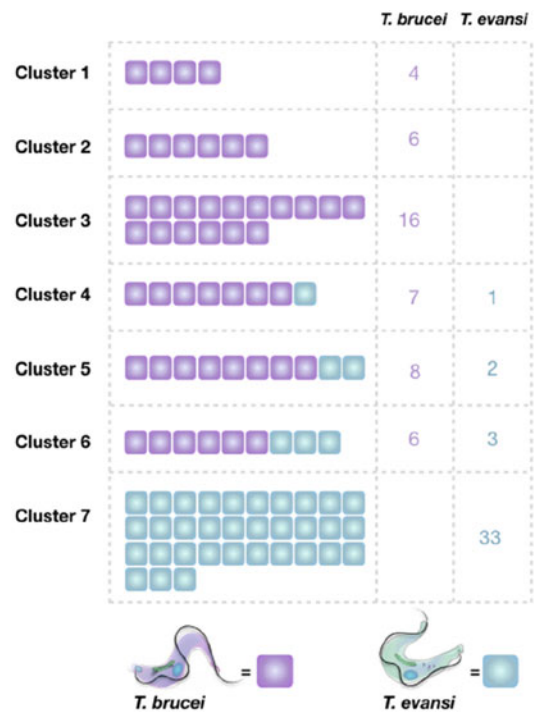 T. brucei T. evansi
Cluster 1 4
Cluster 2 6
Cluster 3 16
Cluster 4 7 1
Cluster 5 8 2
Cluster 6 6 3
Cluster 7 33
= =
T. brucei T. evansi